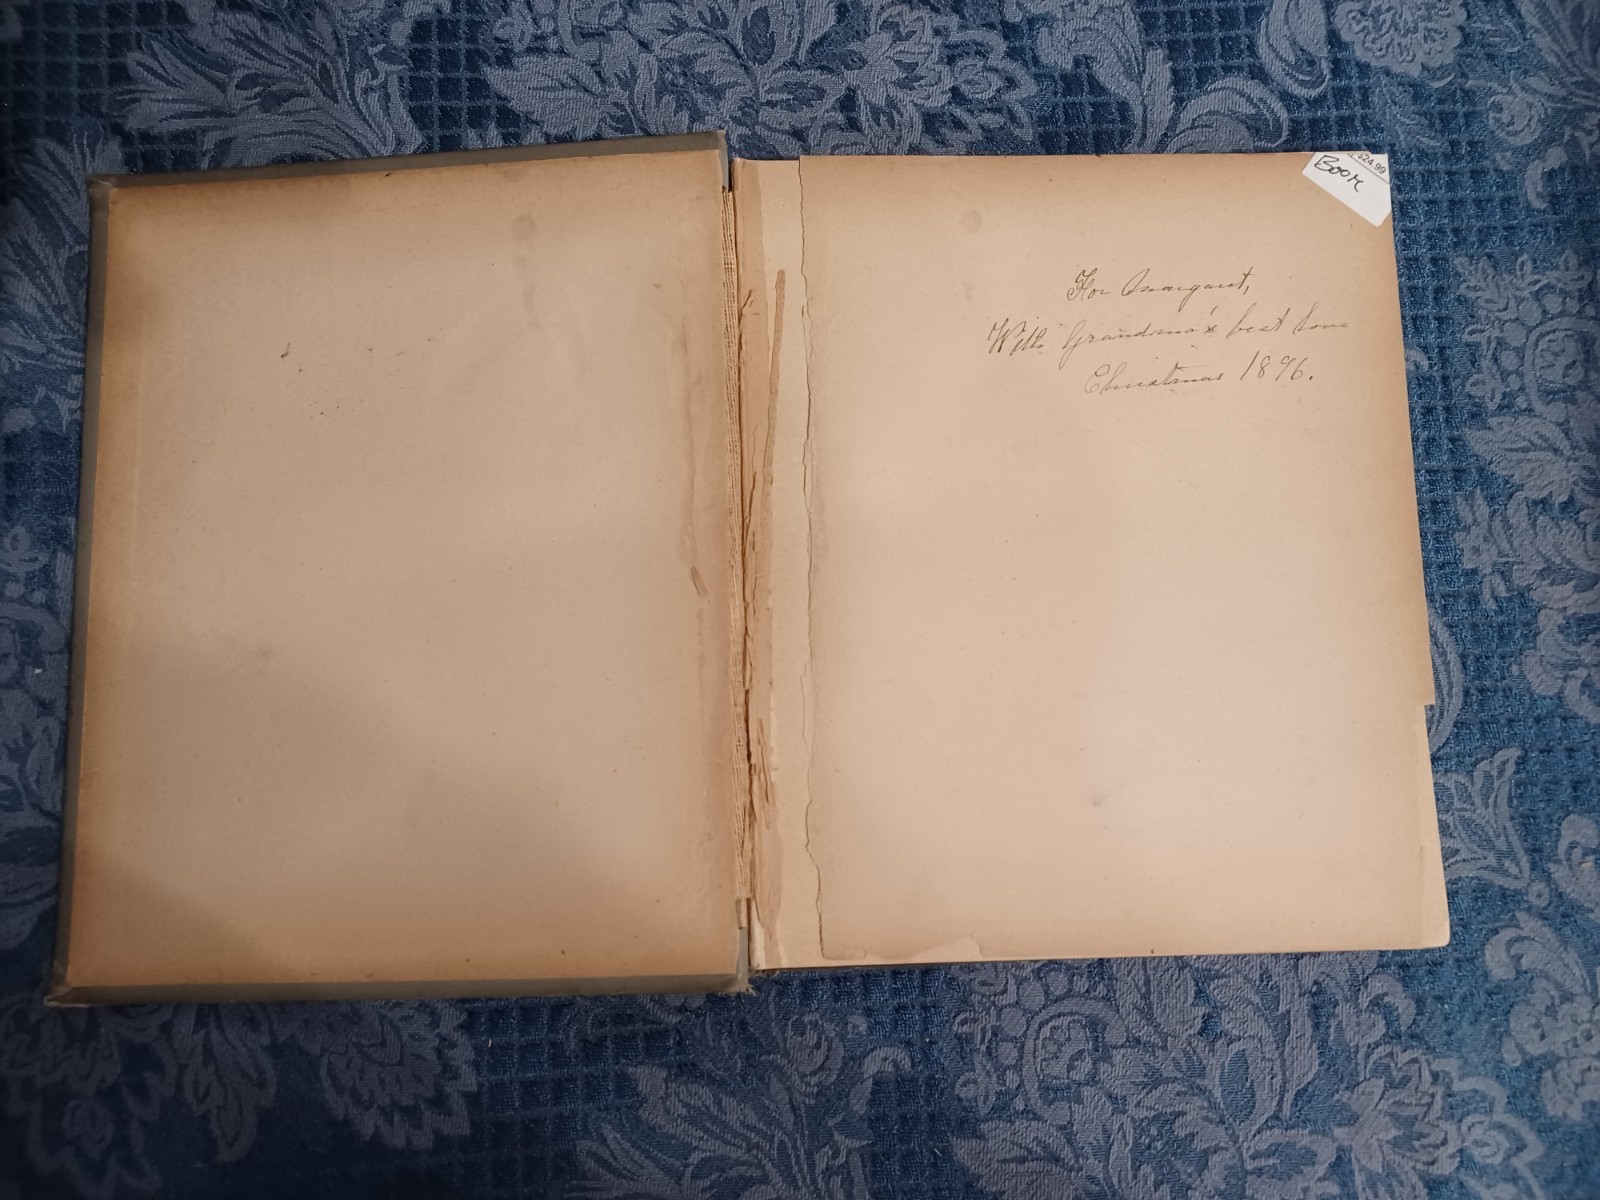 $24.99
Book
For Margaret,
With Grandma's best love
Christmas 1896.